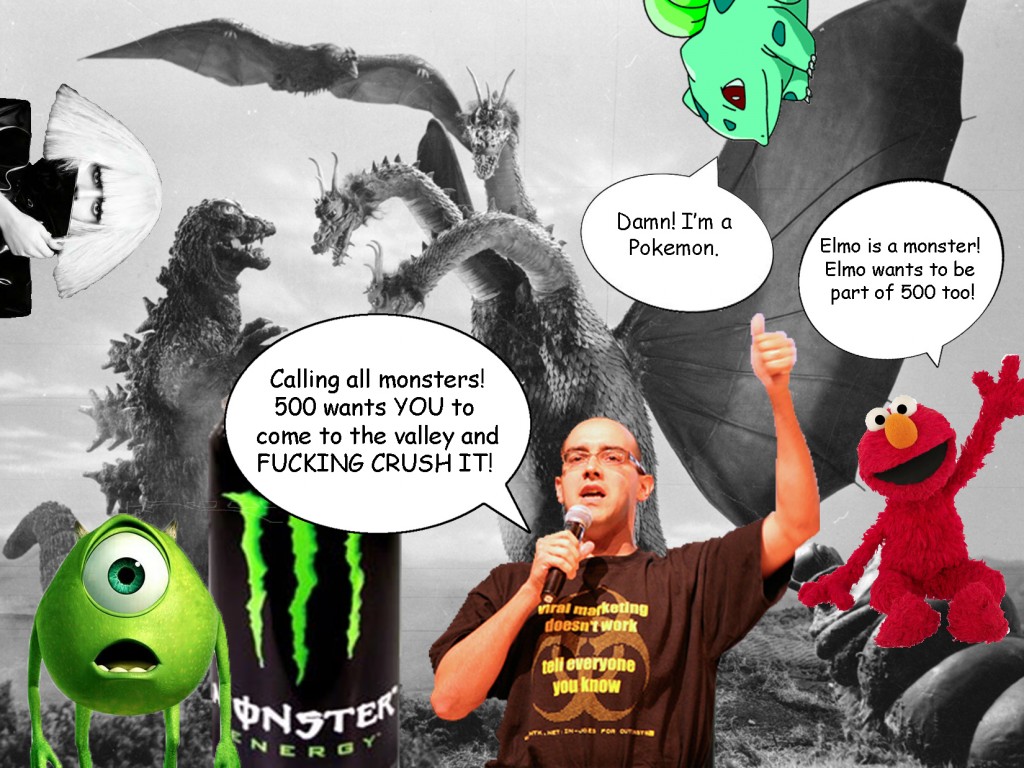 Damn! I'm a
Pokemon.
Elmo is a monster!
Elmo wants to be
part of 500 too!
Calling all monsters!
500 wants YOU to
come to the valley and
FUCKING CRUSH IT!
MONSTER
ENERGY
viral marketing
doesn't work
tell everyone
you know